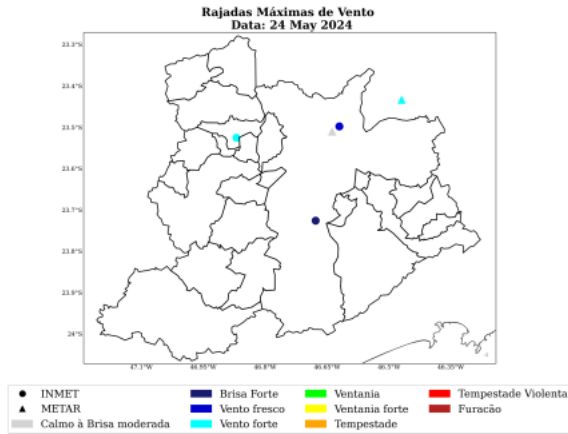 Rajadas Máximas de Vento
Data: 24 May 2024
23.3°S
23.4°S
23.5°S
23.6°S
23.7°S
23.8°S
23.9°S
24°S
47.1°W
46.95°W
46.8°W
46.65°W
46.5°W
46.35°W
INMET
METAR
Calmo à Brisa moderada
Brisa Forte
Vento fresco
Vento forte
Ventania
Ventania forte
Tempestade
Tempestade Violenta
Furacão